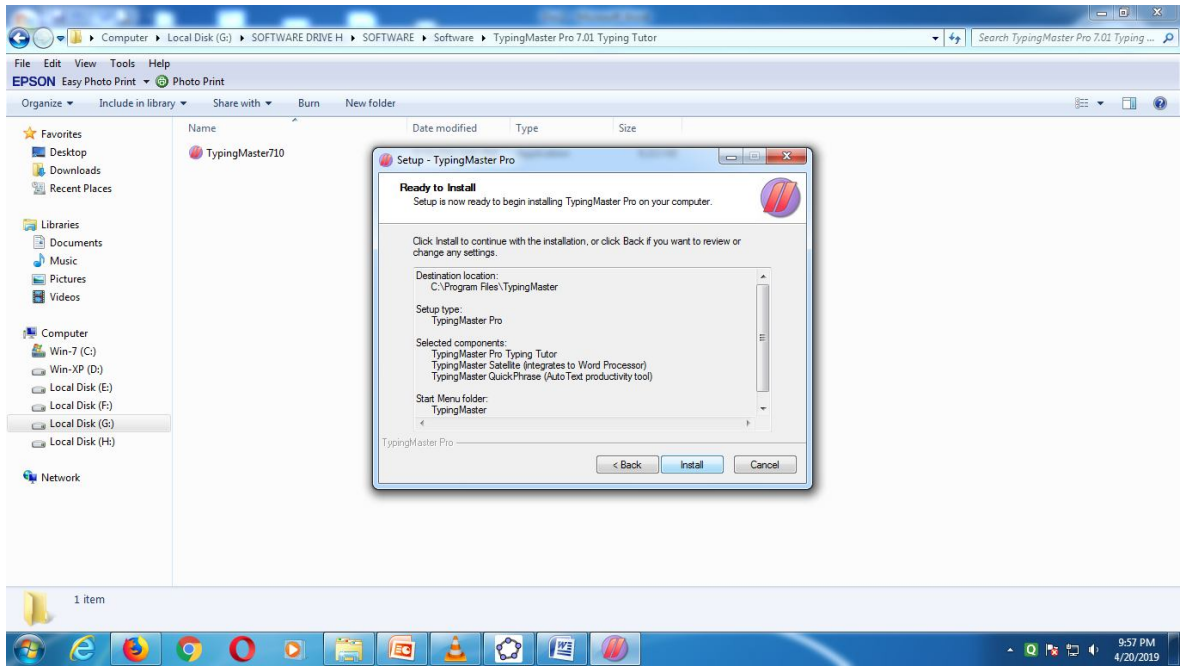 Computer ▸ Local Disk (G:) ▸ SOFTWARE DRIVE H ▸ SOFTWARE ▸ Software ▸ TypingMaster Pro 7.01 Typing Tutor
Search TypingMaster Pro 7.01 Typing ...
File Edit View Tools Help
EPSON Easy Photo Print Photo Print
Organize Include in library Share with Burn New folder
Favorites
Desktop
Downloads
Recent Places
Libraries
Documents
Music
Pictures
Videos
Computer
Win-7 (C:)
Win-XP (D:)
Local Disk (E:)
Local Disk (F:)
Local Disk (G:)
Local Disk (H:)
Network
Name Date modified Type Size
TypingMaster710
Setup - TypingMaster Pro
Ready to Install
Setup is now ready to begin installing TypingMaster Pro on your computer.
Click Install to continue with the installation, or click Back if you want to review or
change any settings.
Destination location:
C:\Program Files\TypingMaster
Setup type:
TypingMaster Pro
Selected components:
TypingMaster Pro Typing Tutor
TypingMaster Satellite (integrates to Word Processor)
TypingMaster QuickPhrase (AutoText productivity tool)
Start Menu folder:
TypingMaster
TypingMaster Pro
< Back Install Cancel
1 item
9:57 PM
4/20/2019